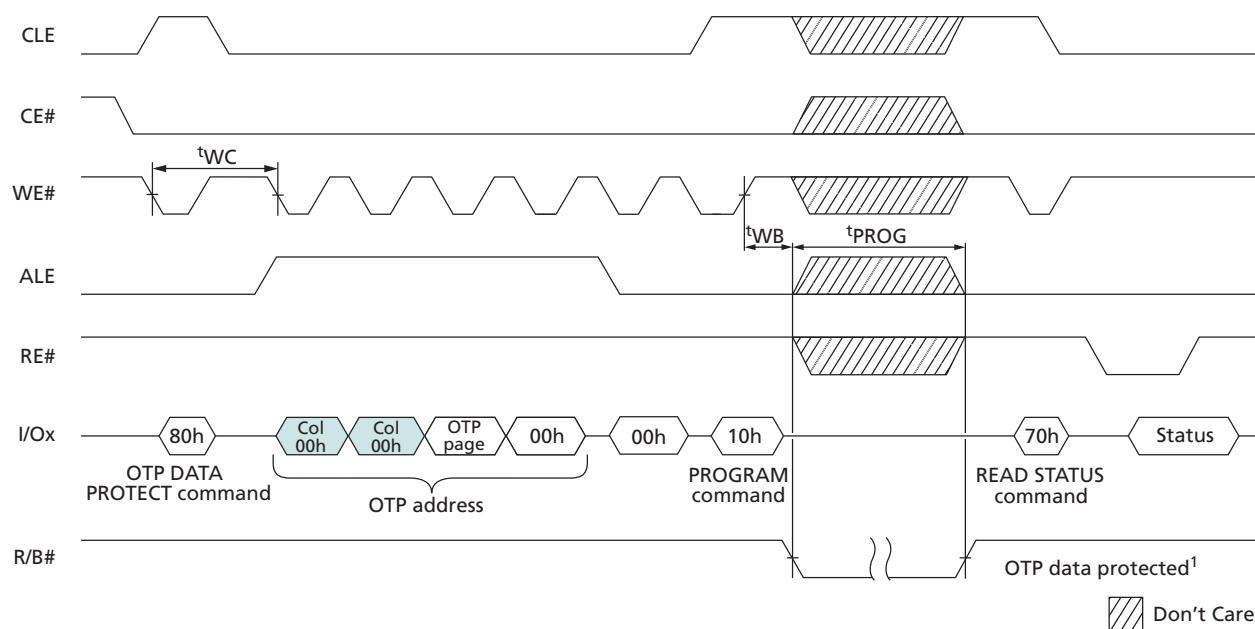 CLE
CE#
tWC
WE#
tWB
tPROG
ALE
RE#
I/Ox
80h
Col
00h
Col
00h
OTP
page
00h
00h
10h
70h
Status
OTP DATA
PROTECT command
OTP address
PROGRAM
command
READ STATUS
command
R/B#
OTP data protected1
Don't Care